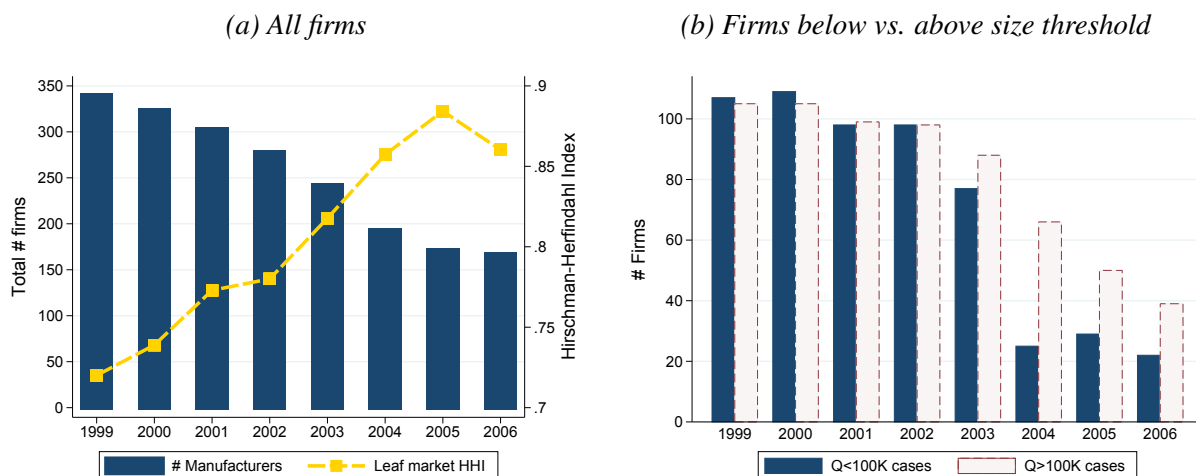 (a) All firms
350
300
250
200
150
100
50
0
Total # firms
.9
.85
.8
.75
.7
Hirschman-Herfindahl Index
1999 2000 2001 2002 2003 2004 2005 2006
# Manufacturers Leaf market HHI
(b) Firms below vs. above size threshold
100
80
60
40
20
0
# Firms
1999 2000 2001 2002 2003 2004 2005 2006
Q<100K cases Q>100K cases